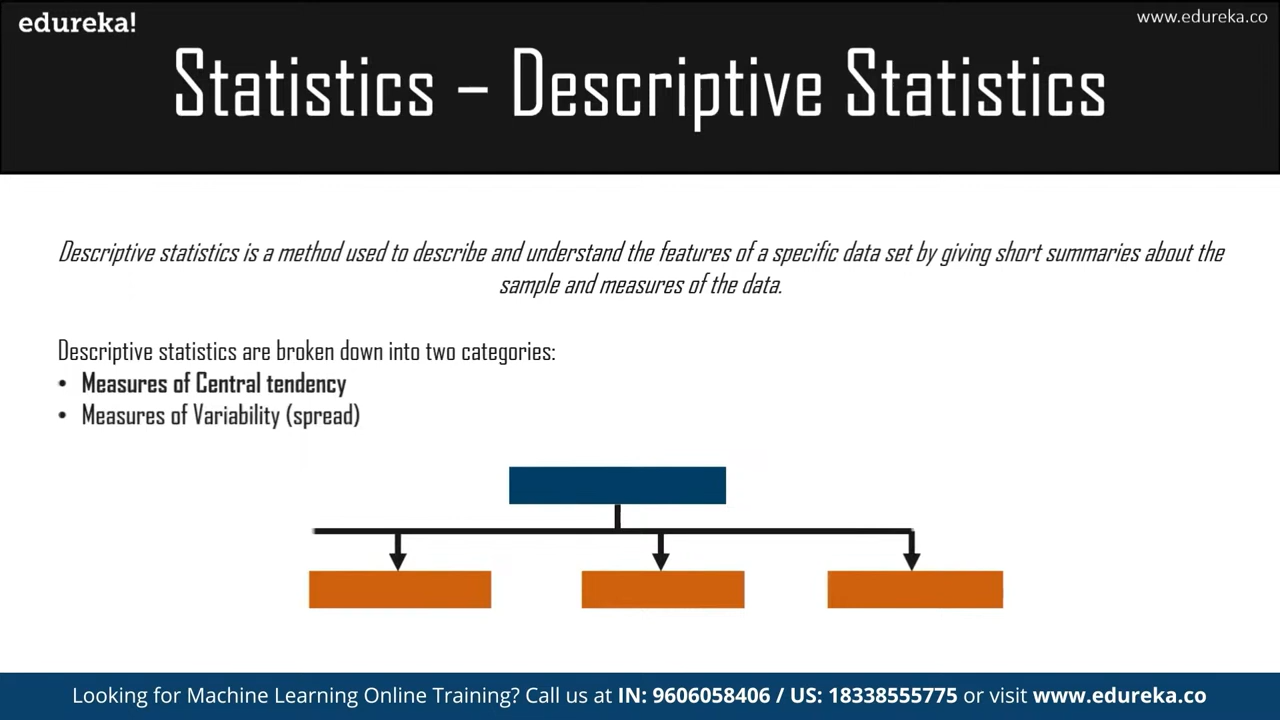 edureka!
www.edureka.co
Statistics – Descriptive Statistics
Descriptive statistics is a method used to describe and understand the features of a specific data set by giving short summaries about the
sample and measures of the data.
Descriptive statistics are broken down into two categories:
• Measures of Central tendency
• Measures of Variability (spread)
Looking for Machine Learning Online Training? Call us at IN: 9606058406 / US: 18338555775 or visit www.edureka.co